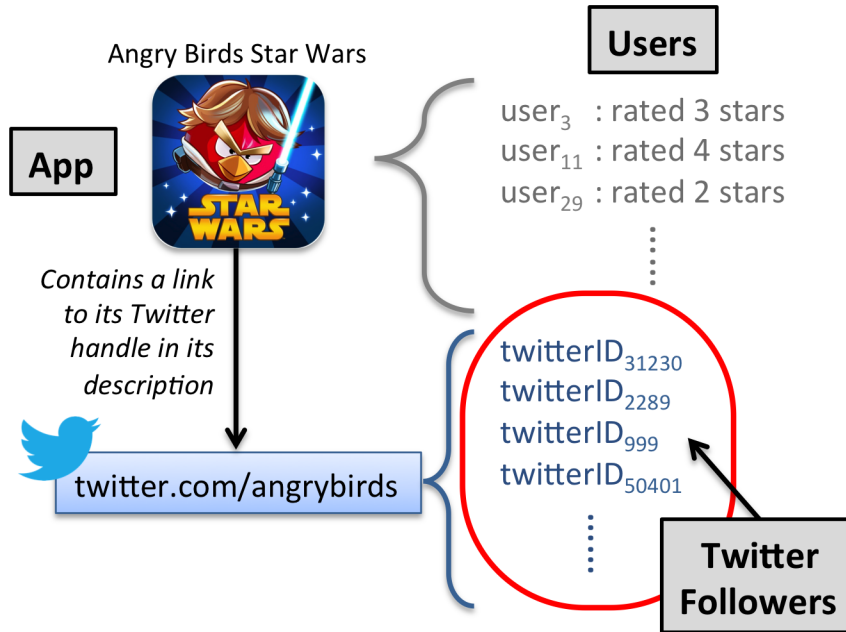 Users
Angry Birds Star Wars
App
STAR
WARS
user₃ : rated 3 stars
user₁₁ : rated 4 stars
user₂₉ : rated 2 stars
Contains a link
to its Twitter
handle in its
description
twitter.com/angrybirds
twitterID₃₁₂₃₀
twitterID₂₂₈₉
twitterID₉₉₉
twitterID₅₀₄₀₁
Twitter
Followers